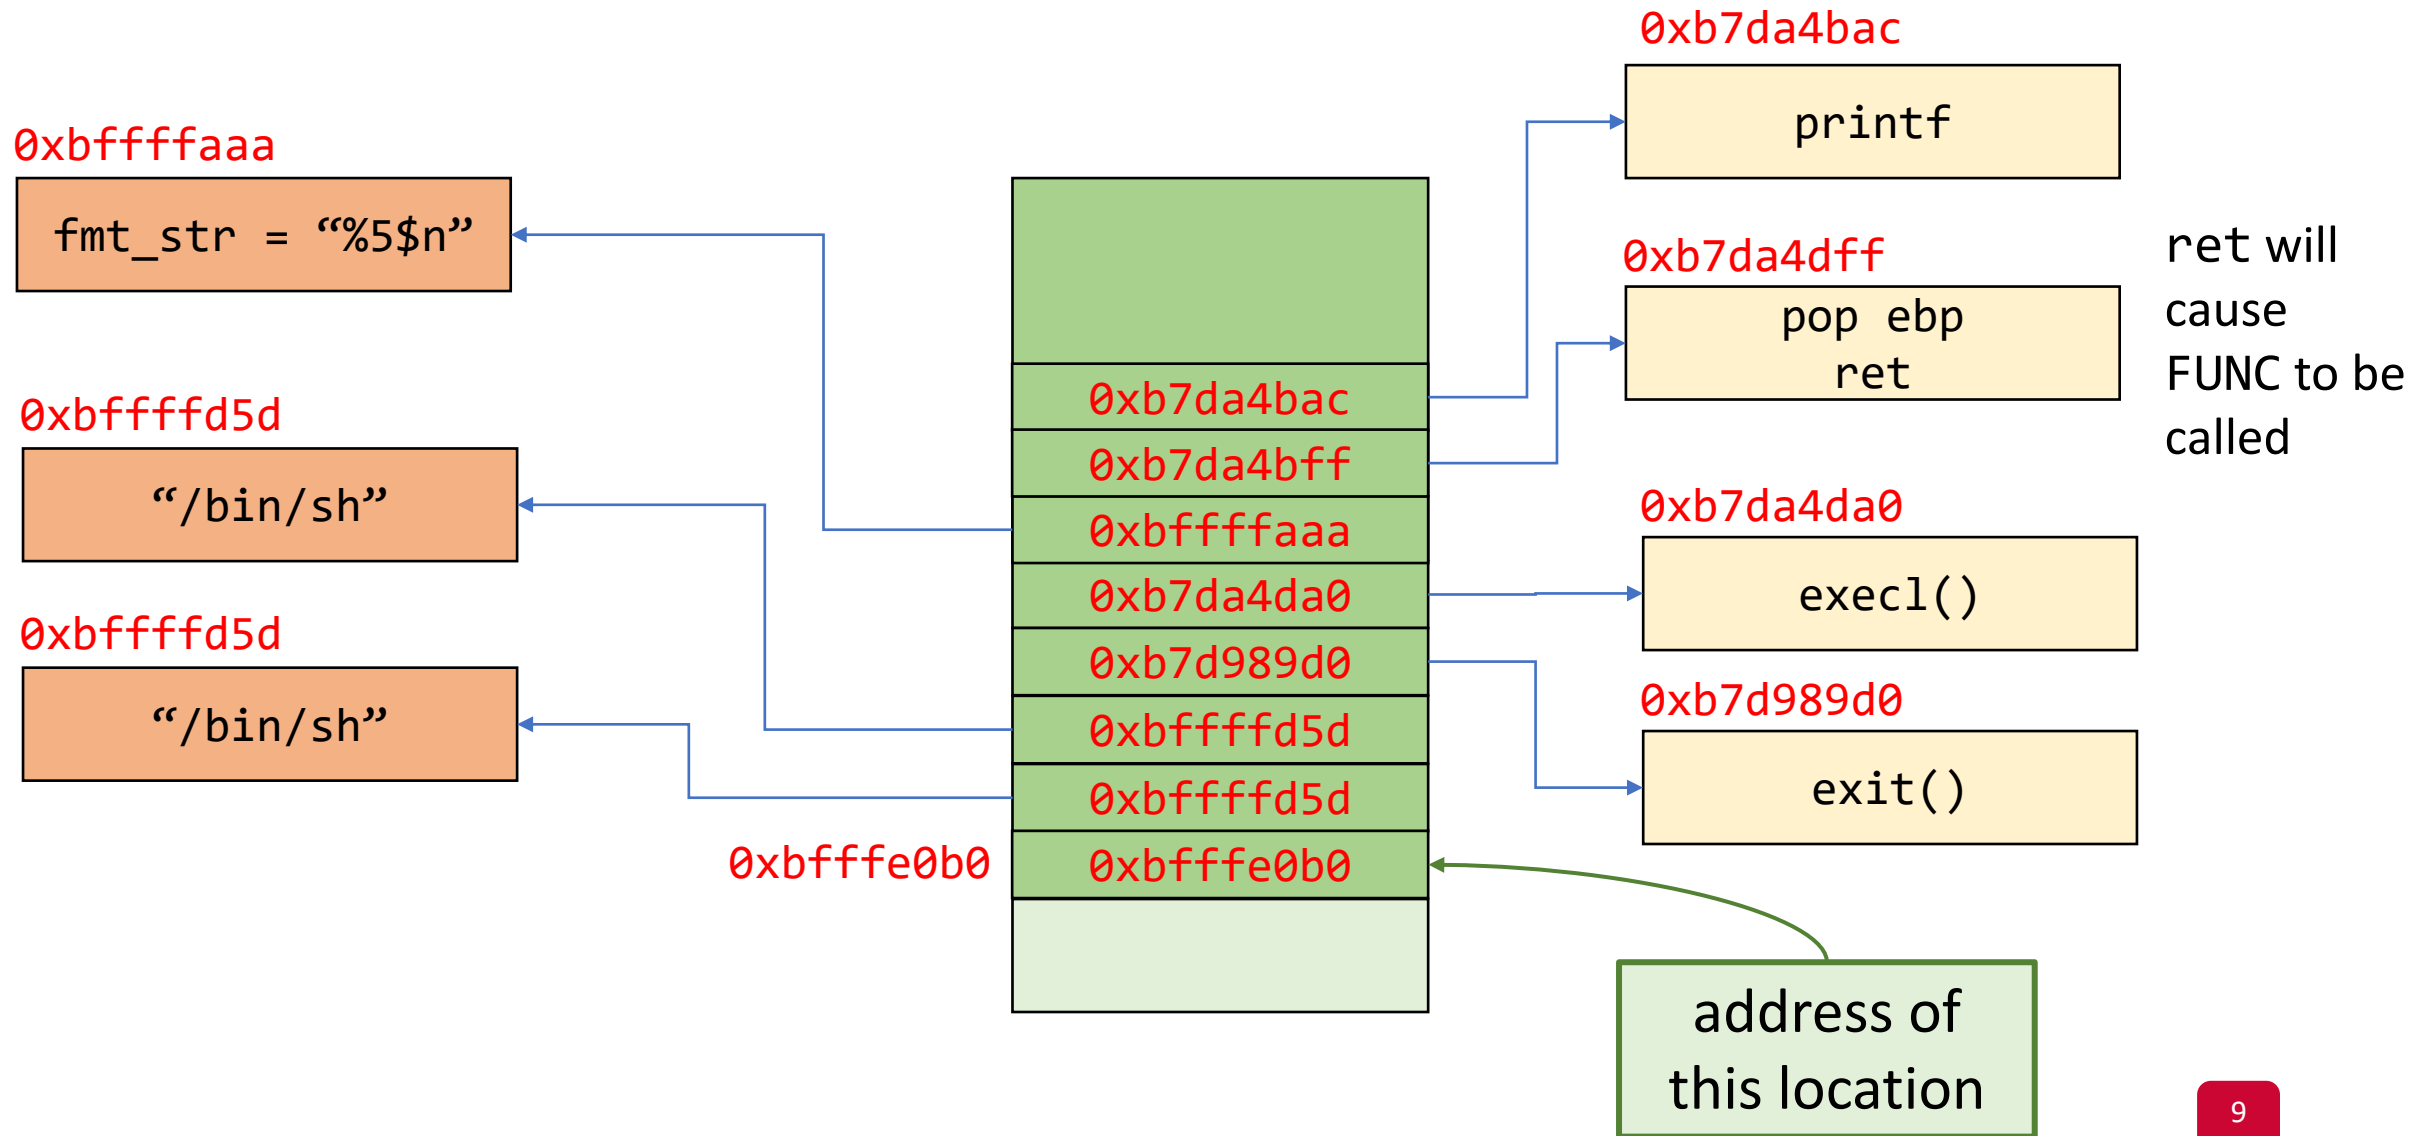 0xbffffaaa
fmt_str = “%5$n”
0xbffffd5d
“/bin/sh”
0xbffffd5d
“/bin/sh”
0xb7da4bac
0xb7da4bff
0xbffffaaa
0xb7da4da0
0xb7d989d0
0xbffffd5d
0xbffffd5d
0xbfffe0b0
0xbfffe0b0
0xb7da4bac
printf
0xb7da4dff
pop ebp
ret
0xb7da4da0
execl()
0xb7d989d0
exit()
ret will
cause
FUNC to be
called
address of
this location
9